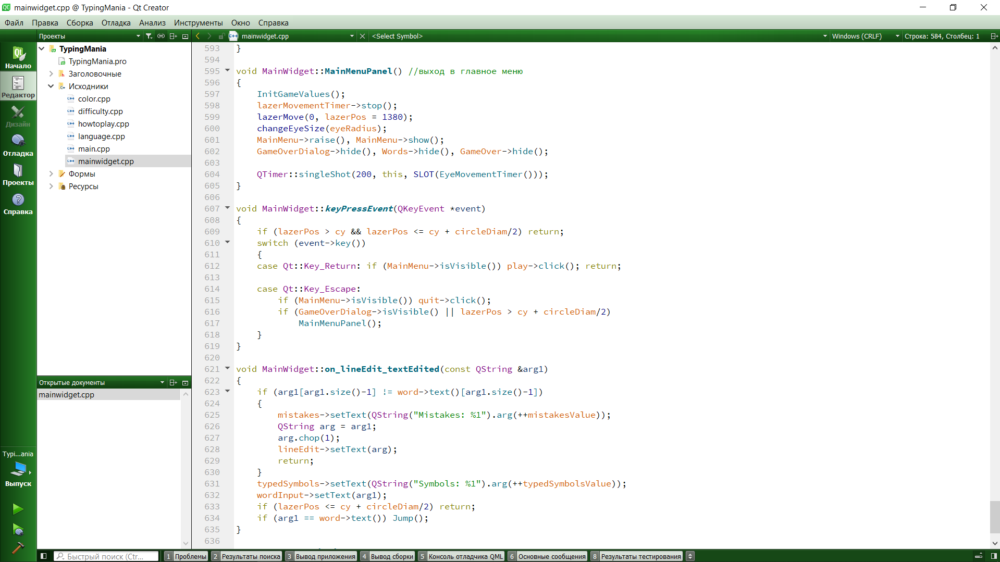 mainwidget.cpp @ TypingMania - Qt Creator
Файл Правка Сборка Отладка Анализ Инструменты Окно Справка
Проекты
mainwidget.cpp
<Select Symbol>
Windows (CRLF)
Строка: 584, Столбец: 1
Начало
Редактор
Дизайн
Отладка
Проекты
Справка
Typi...ania
Выпуск
TypingMania
TypingMania.pro
Заголовочные
Исходники
color.cpp
difficulty.cpp
howtoplay.cpp
language.cpp
main.cpp
mainwidget.cpp
Формы
Ресурсы
Открытые документы
mainwidget.cpp
593 }
594
595 void MainWidget::MainMenuPanel() //выход в главное меню
596 {
597 InitGameValues();
598 lazerMovementTimer->stop();
599 lazerMove(0, lazerPos = 1380);
600 changeEyeSize(eyeRadius);
601 MainMenu->raise(), MainMenu->show();
602 GameOverDialog->hide(), Words->hide(), GameOver->hide();
603
604 QTimer::singleShot(200, this, SLOT(EyeMovementTimer()));
605 }
606
607 void MainWidget::keyPressEvent(QKeyEvent *event)
608 {
609 if (lazerPos > cy && lazerPos <= cy + circleDiam/2) return;
610 switch (event->key())
611 {
612 case Qt::Key_Return: if (MainMenu->isVisible()) play->click(); return;
613
614 case Qt::Key_Escape:
615 if (MainMenu->isVisible()) quit->click();
616 if (GameOverDialog->isVisible() || lazerPos > cy + circleDiam/2)
617 MainMenuPanel();
618 }
619 }
620
621 void MainWidget::on_lineEdit_textEdited(const QString &arg1)
622 {
623 if (arg1[arg1.size()-1] != word->text()[arg1.size()-1])
624 {
625 mistakes->setText(QString("Mistakes: %1").arg(++mistakesValue));
626 QString arg = arg1;
627 arg.chop(1);
628 lineEdit->setText(arg);
629 return;
630 }
631 typedSymbols->setText(QString("Symbols: %1").arg(++typedSymbolsValue));
632 wordInput->setText(arg1);
633 if (lazerPos <= cy + circleDiam/2) return;
634 if (arg1 == word->text()) Jump();
635 }
636
Быстрый поиск (Ctr...
1 Проблемы
2 Результаты поиска
3 Вывод приложения
4 Вывод сборки
5 Консоль отладчика QML
6 Основные сообщения
8 Результаты тестирования